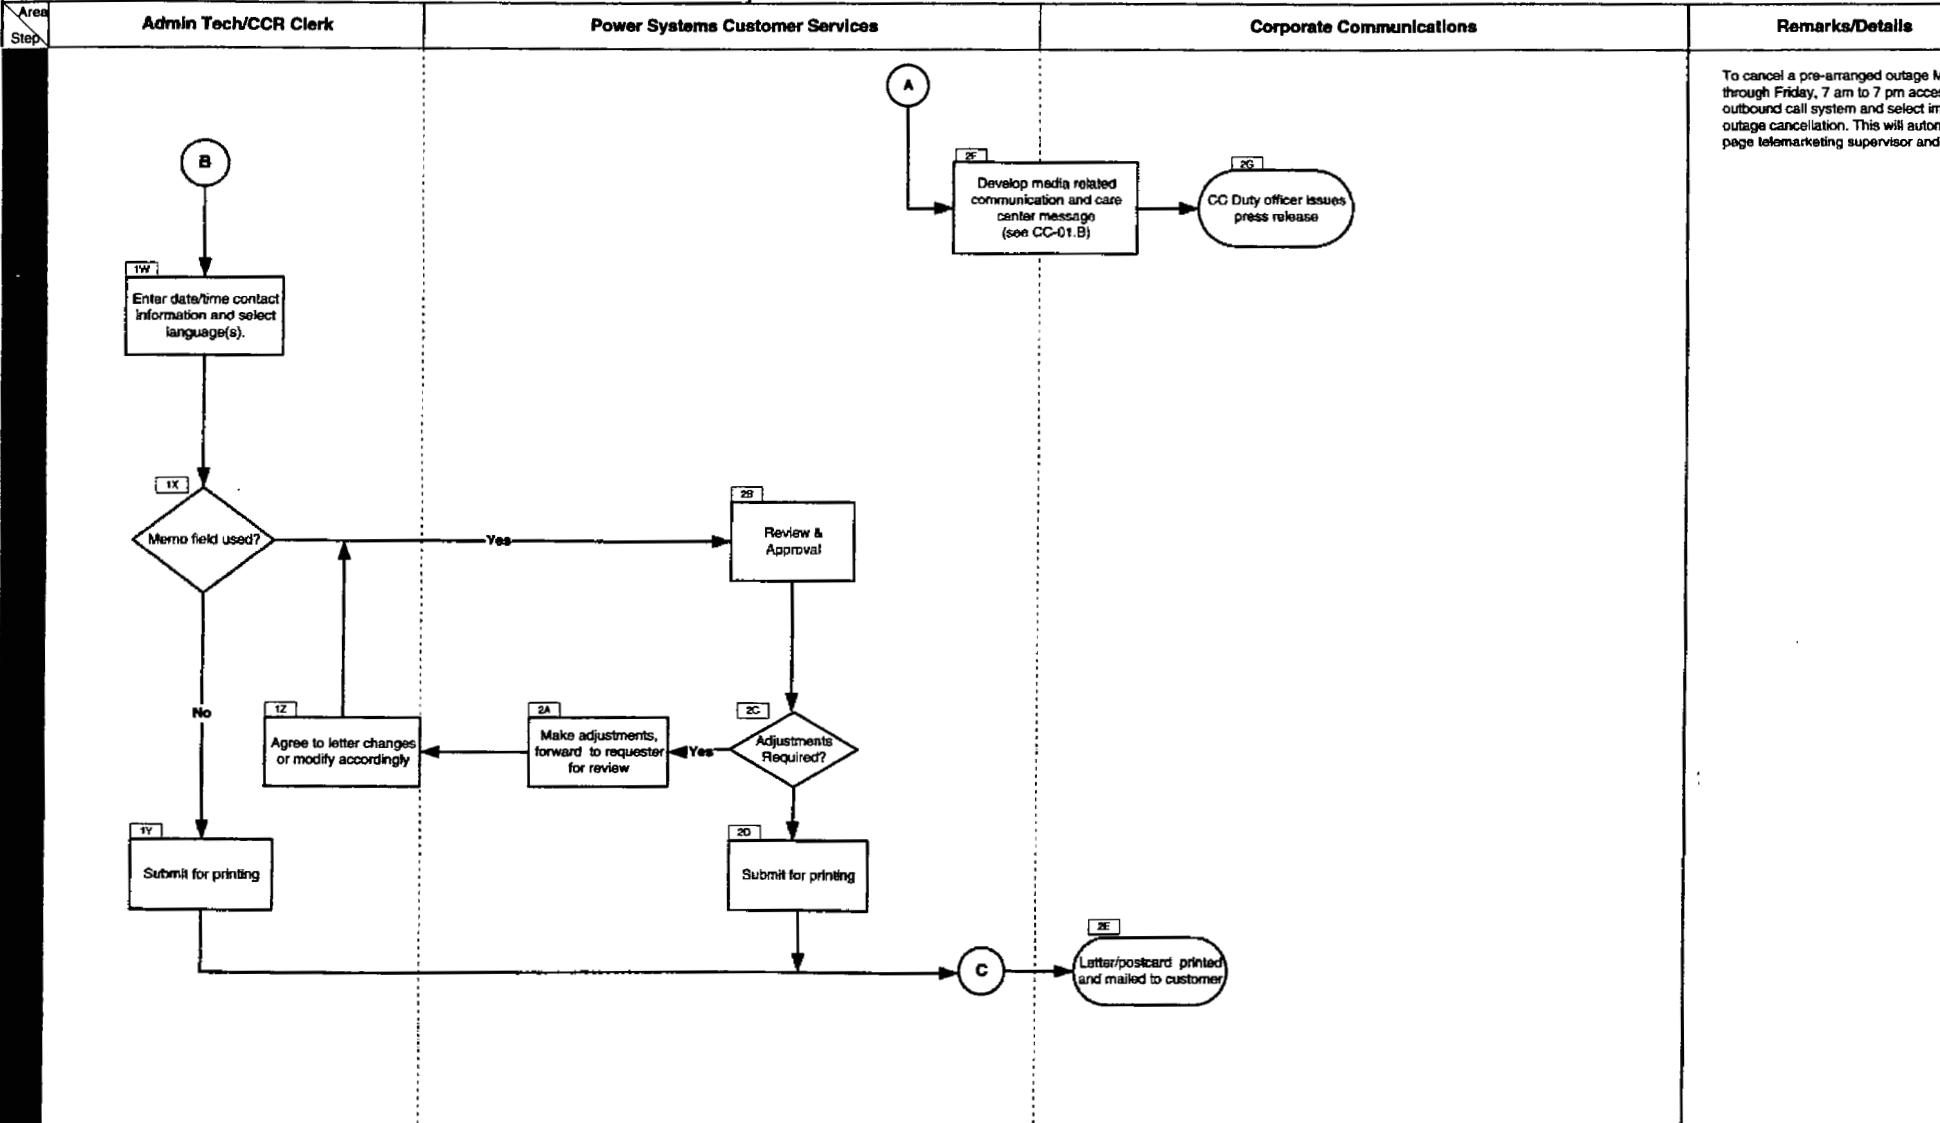 Area
Step
Admin Tech/CCR Clerk
Power Systems Customer Services
Corporate Communications
Remarks/Details
To cancel a pre-arranged outage
through Friday, 7 am to 7 pm
outbound call system and select
outage cancellation. This will
page telemarketing supervisor and
A
B
2F
Develop media related
communication and care
center message
(see CC-01.B)
2G
CC Duty officer issues
press release
1W
Enter date/time contact
information and select
language(s).
1X
Memo field used?
Yes
2B
Review &
Approval
No
1Z
Agree to letter changes
or modify accordingly
2A
Make adjustments,
forward to requester
for review
Yes
2C
Adjustments
Required?
1Y
Submit for printing
2D
Submit for printing
C
2E
Letter/postcard printed
and mailed to customer